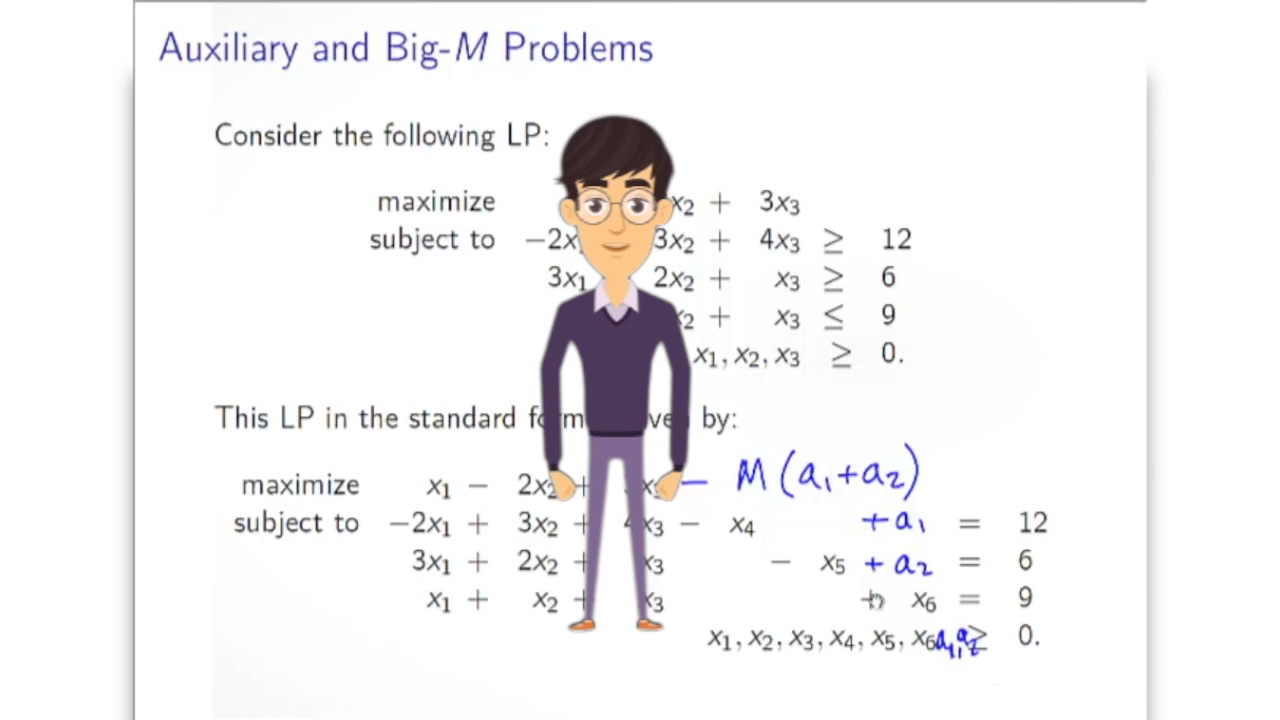 Auxiliary and Big-M Problems
Consider the following LP:
maximize x₂ + 3x₃
subject to −2x 3x₂ + 4x₃ ≥ 12
3x₁ 2x₂ + x₃ ≥ 6
x₂ + x₃ ≤ 9
x₁, x₂, x₃ ≥ 0.
This LP in the standard by:
maximize x₁ − 2x₂ + − M (a₁+a₂)
subject to −2x₁ + 3x₂ + 4x₃ − x₄ +a₁ = 12
3x₁ + 2x₂ + x₃ − x₅ + a₂ = 6
x₁ + x₂ + x₃ + x₆ = 9
x₁, x₂, x₃, x₄, x₅, x₆ a₁, a₂ ≥ 0.